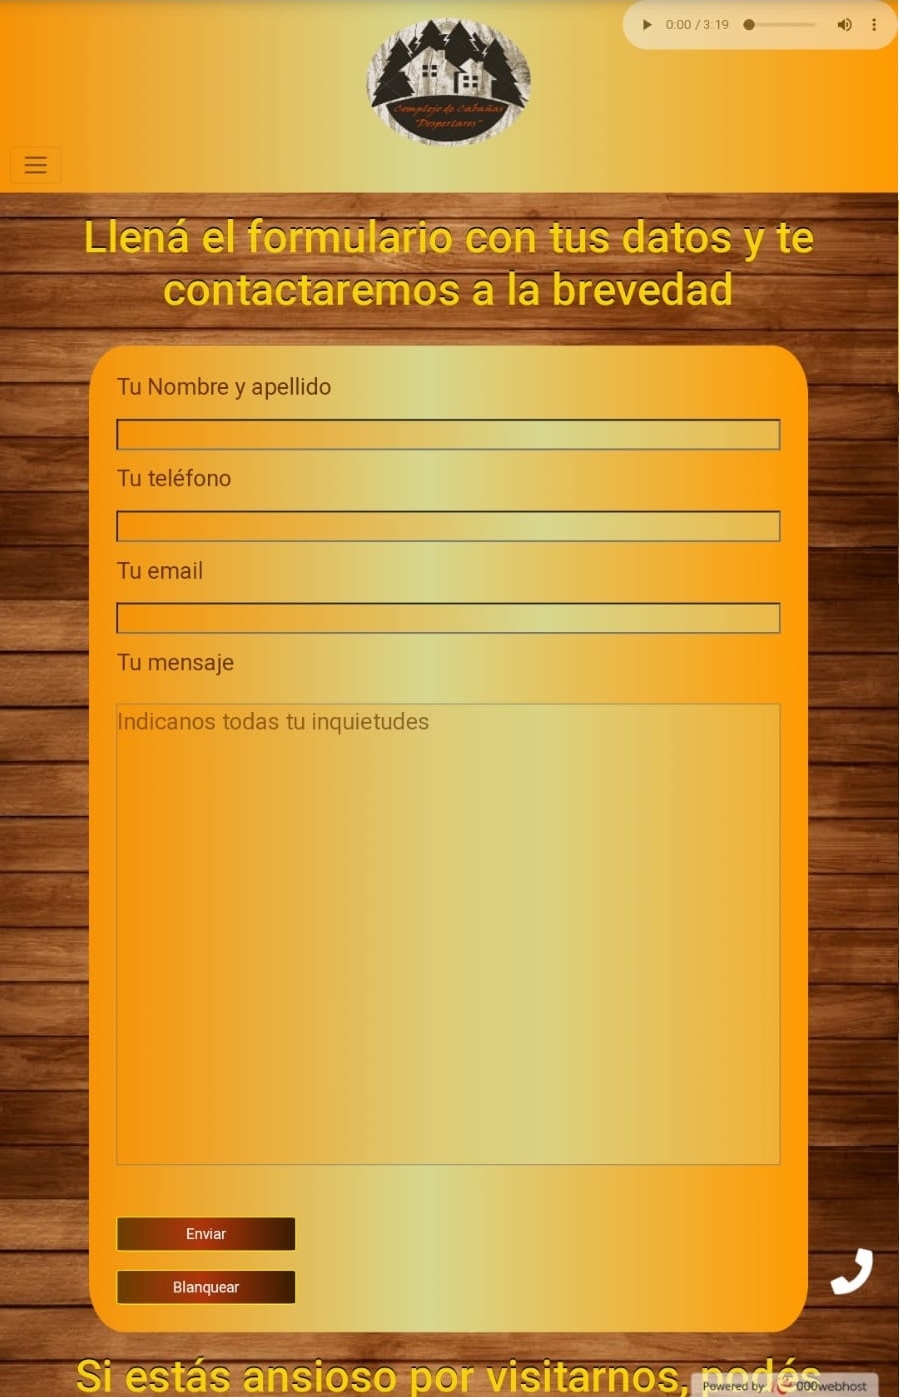 0:00 / 3:19
Complejo de Cabañas
"Despertares"
Llená el formulario con tus datos y te
contactaremos a la brevedad
Tu Nombre y apellido
Tu teléfono
Tu email
Tu mensaje
Indicanos todas tu inquietudes
Enviar
Blanquear
Si estás ansioso por visitarnos, podés
Powered by 000webhost